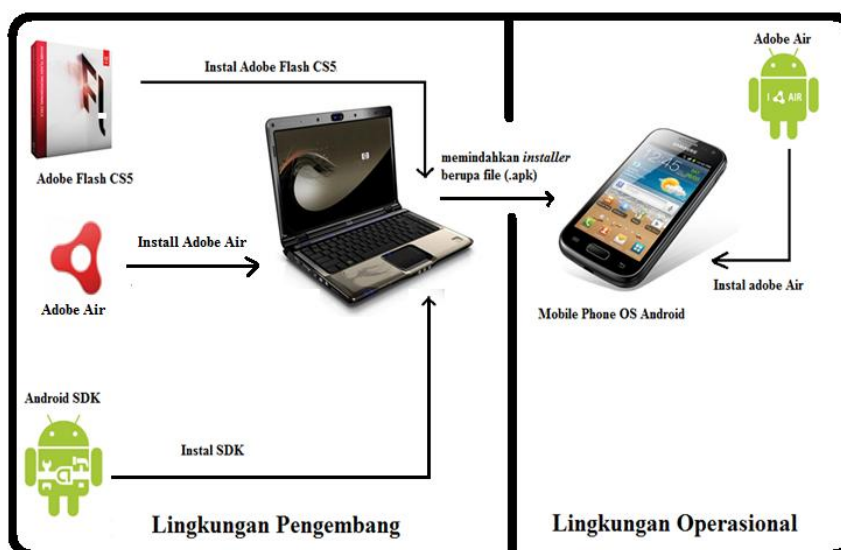 Instal Adobe Flash CS5
Adobe Flash CS5
Install Adobe Air
Adobe Air
Android SDK
Instal SDK
Lingkungan Pengembang
memindahkan installer
berupa file (.apk)
Adobe Air
I AIR
Instal adobe Air
Mobile Phone OS Android
Lingkungan Operasional